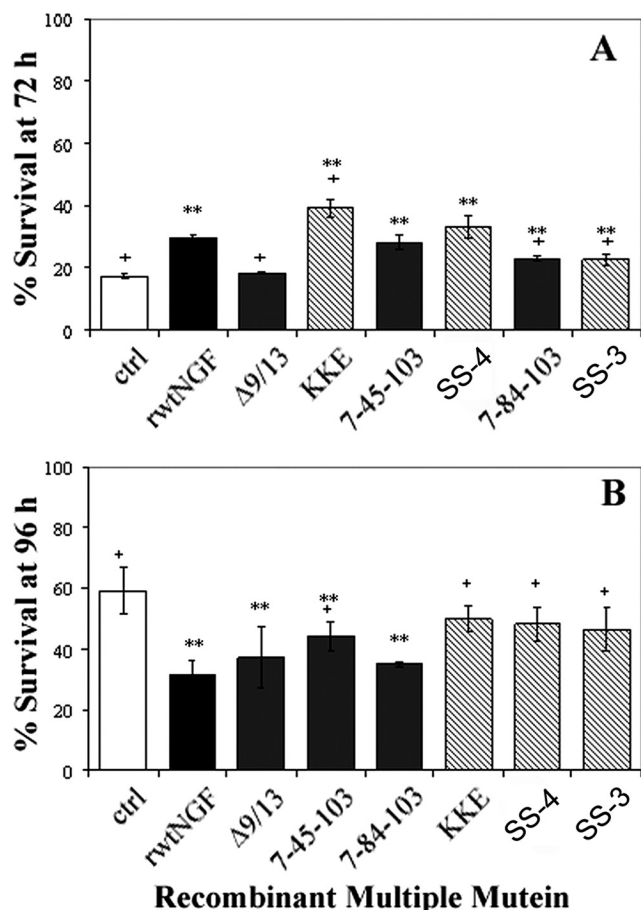 A
% Survival at 72 h
100
80
60
40
20
0
+
**
+
**
+
**
**
**
+
**
+
ctrl
rwtNGF
Δ9/13
KKE
7-45-103
SS-4
7-84-103
SS-3
B
% Survival at 96 h
100
80
60
40
20
0
+
**
**
**
+
**
+
+
+
ctrl
rwtNGF
Δ9/13
7-45-103
7-84-103
KKE
SS-4
SS-3
Recombinant Multiple Mutein